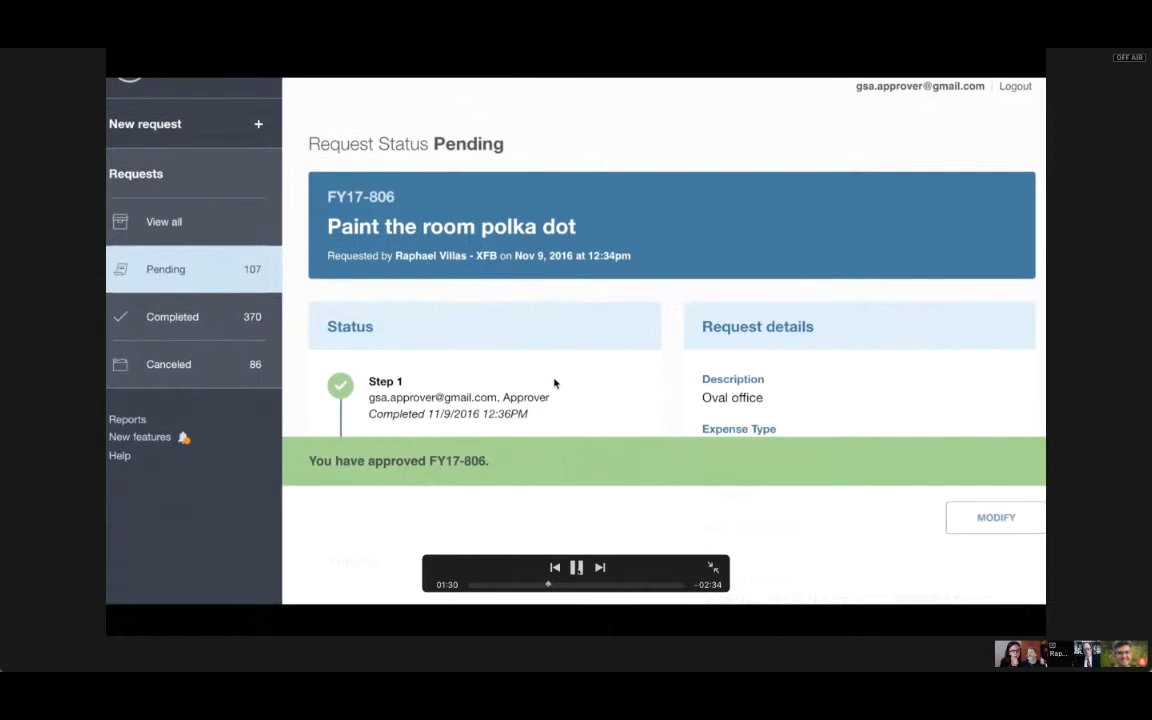 OFF AIR
gsa.approver@gmail.com | Logout
New request +
Requests
View all
Pending 107
Completed 370
Canceled 86
Reports
New features
Help
Request Status Pending
FY17-806
Paint the room polka dot
Requested by Raphael Villas - XFB on Nov 9, 2016 at 12:34pm
Status
Step 1
gsa.approver@gmail.com, Approver
Completed 11/9/2016 12:36PM
Request details
Description
Oval office
Expense Type
You have approved FY17-806.
MODIFY
01:30
-02:34
Rap...